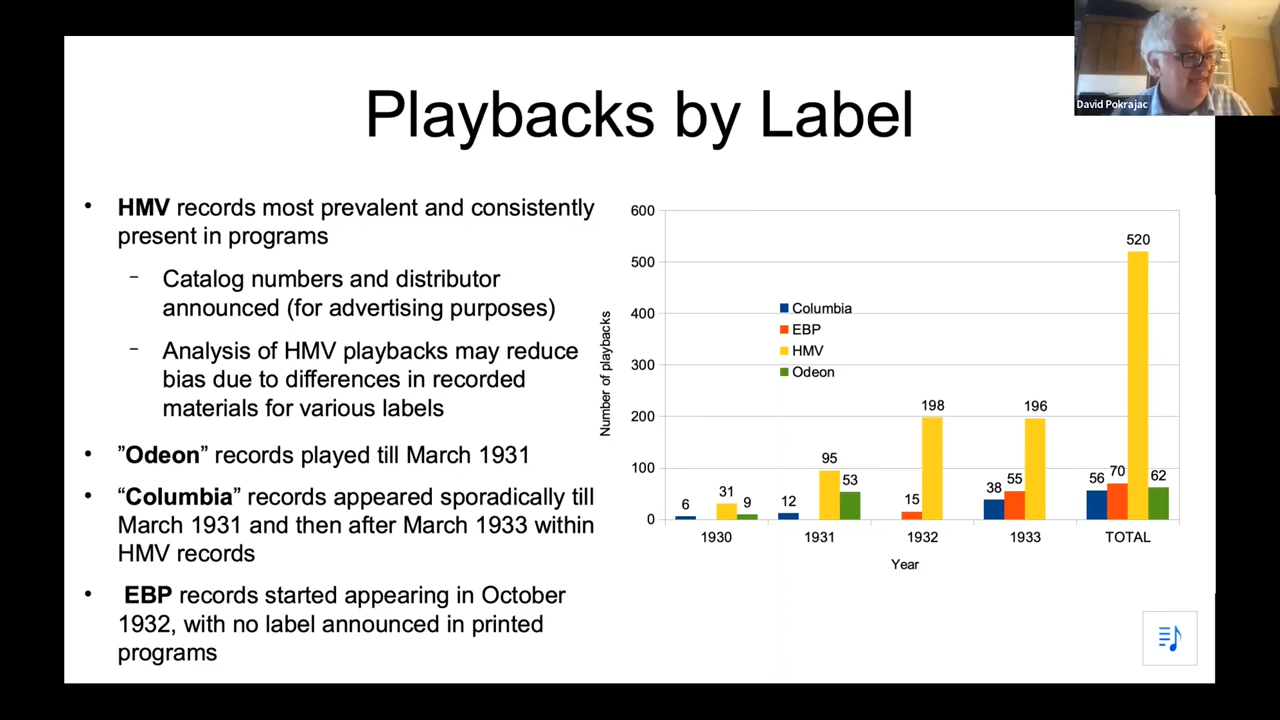 David Pokrajac
Playbacks by Label
• HMV records most prevalent and consistently
present in programs
– Catalog numbers and distributor
announced (for advertising purposes)
– Analysis of HMV playbacks may reduce
bias due to differences in recorded
materials for various labels
• ”Odeon” records played till March 1931
• “Columbia” records appeared sporadically till
March 1931 and then after March 1933 within
HMV records
• EBP records started appearing in October
1932, with no label announced in printed
programs
Number of playbacks
600
500
400
300
200
100
0
Columbia
EBP
HMV
Odeon
6
31
9
12
95
53
15
198
38
55
196
56
70
520
62
1930
1931
1932
1933
TOTAL
Year